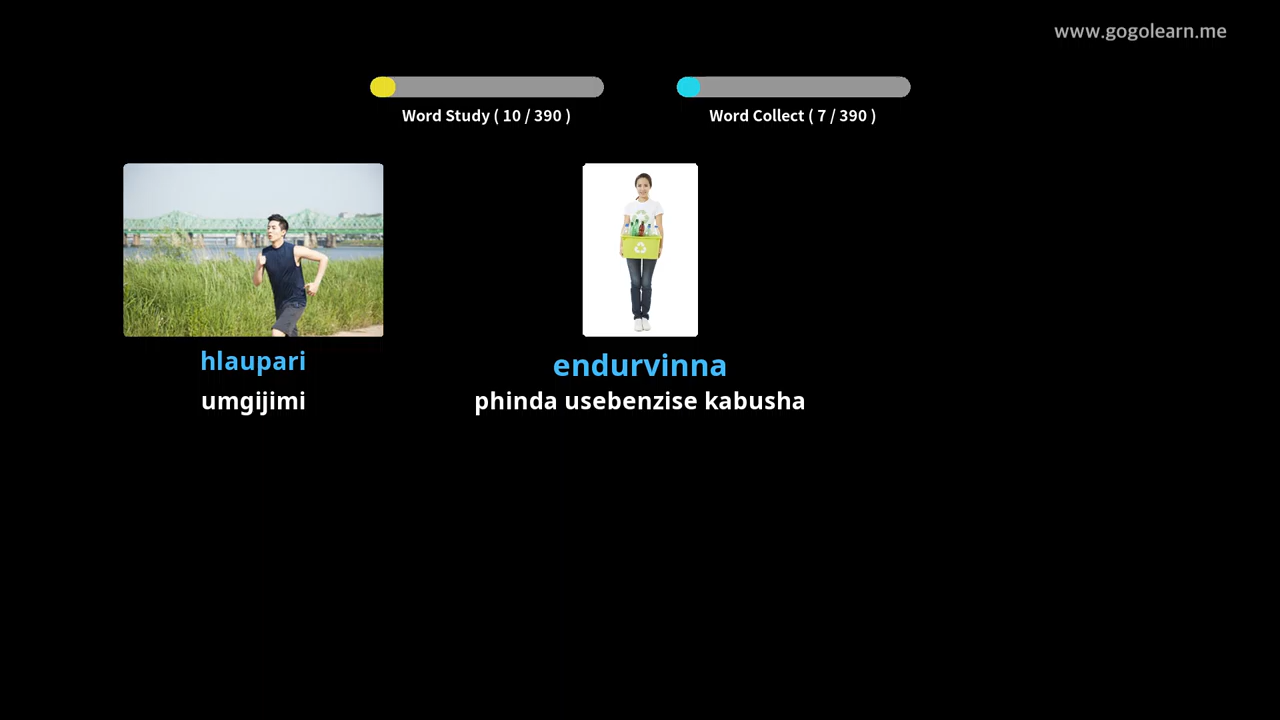 www.gogolearn.me
Word Study ( 10 / 390 )
Word Collect ( 7 / 390 )
hlaupari
umgijimi
endurvinna
phinda usebenzise kabusha